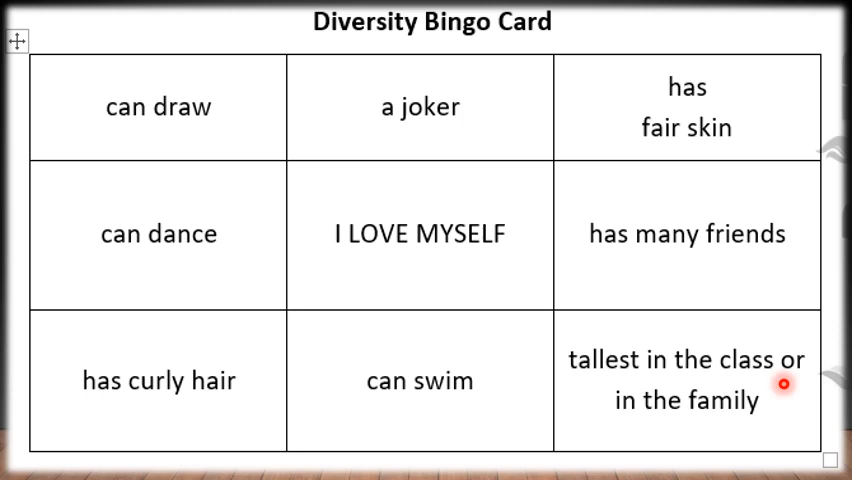 Diversity Bingo Card
can draw
a joker
has
fair skin
can dance
I LOVE MYSELF
has many friends
has curly hair
can swim
tallest in the class or
in the family